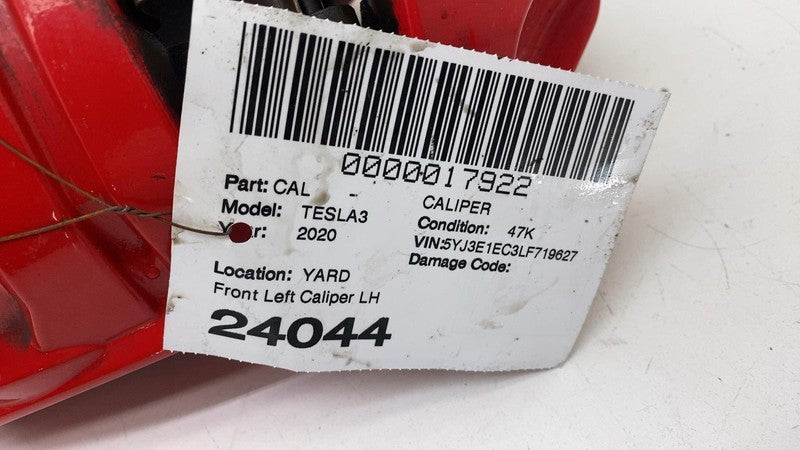 0000017922
Part: CAL CALIPER
Model: TESLA3 Condition: 47K
Year: 2020 VIN:5YJ3E1EC3LF719627
Damage Code:
Location: YARD
Front Left Caliper LH
24044